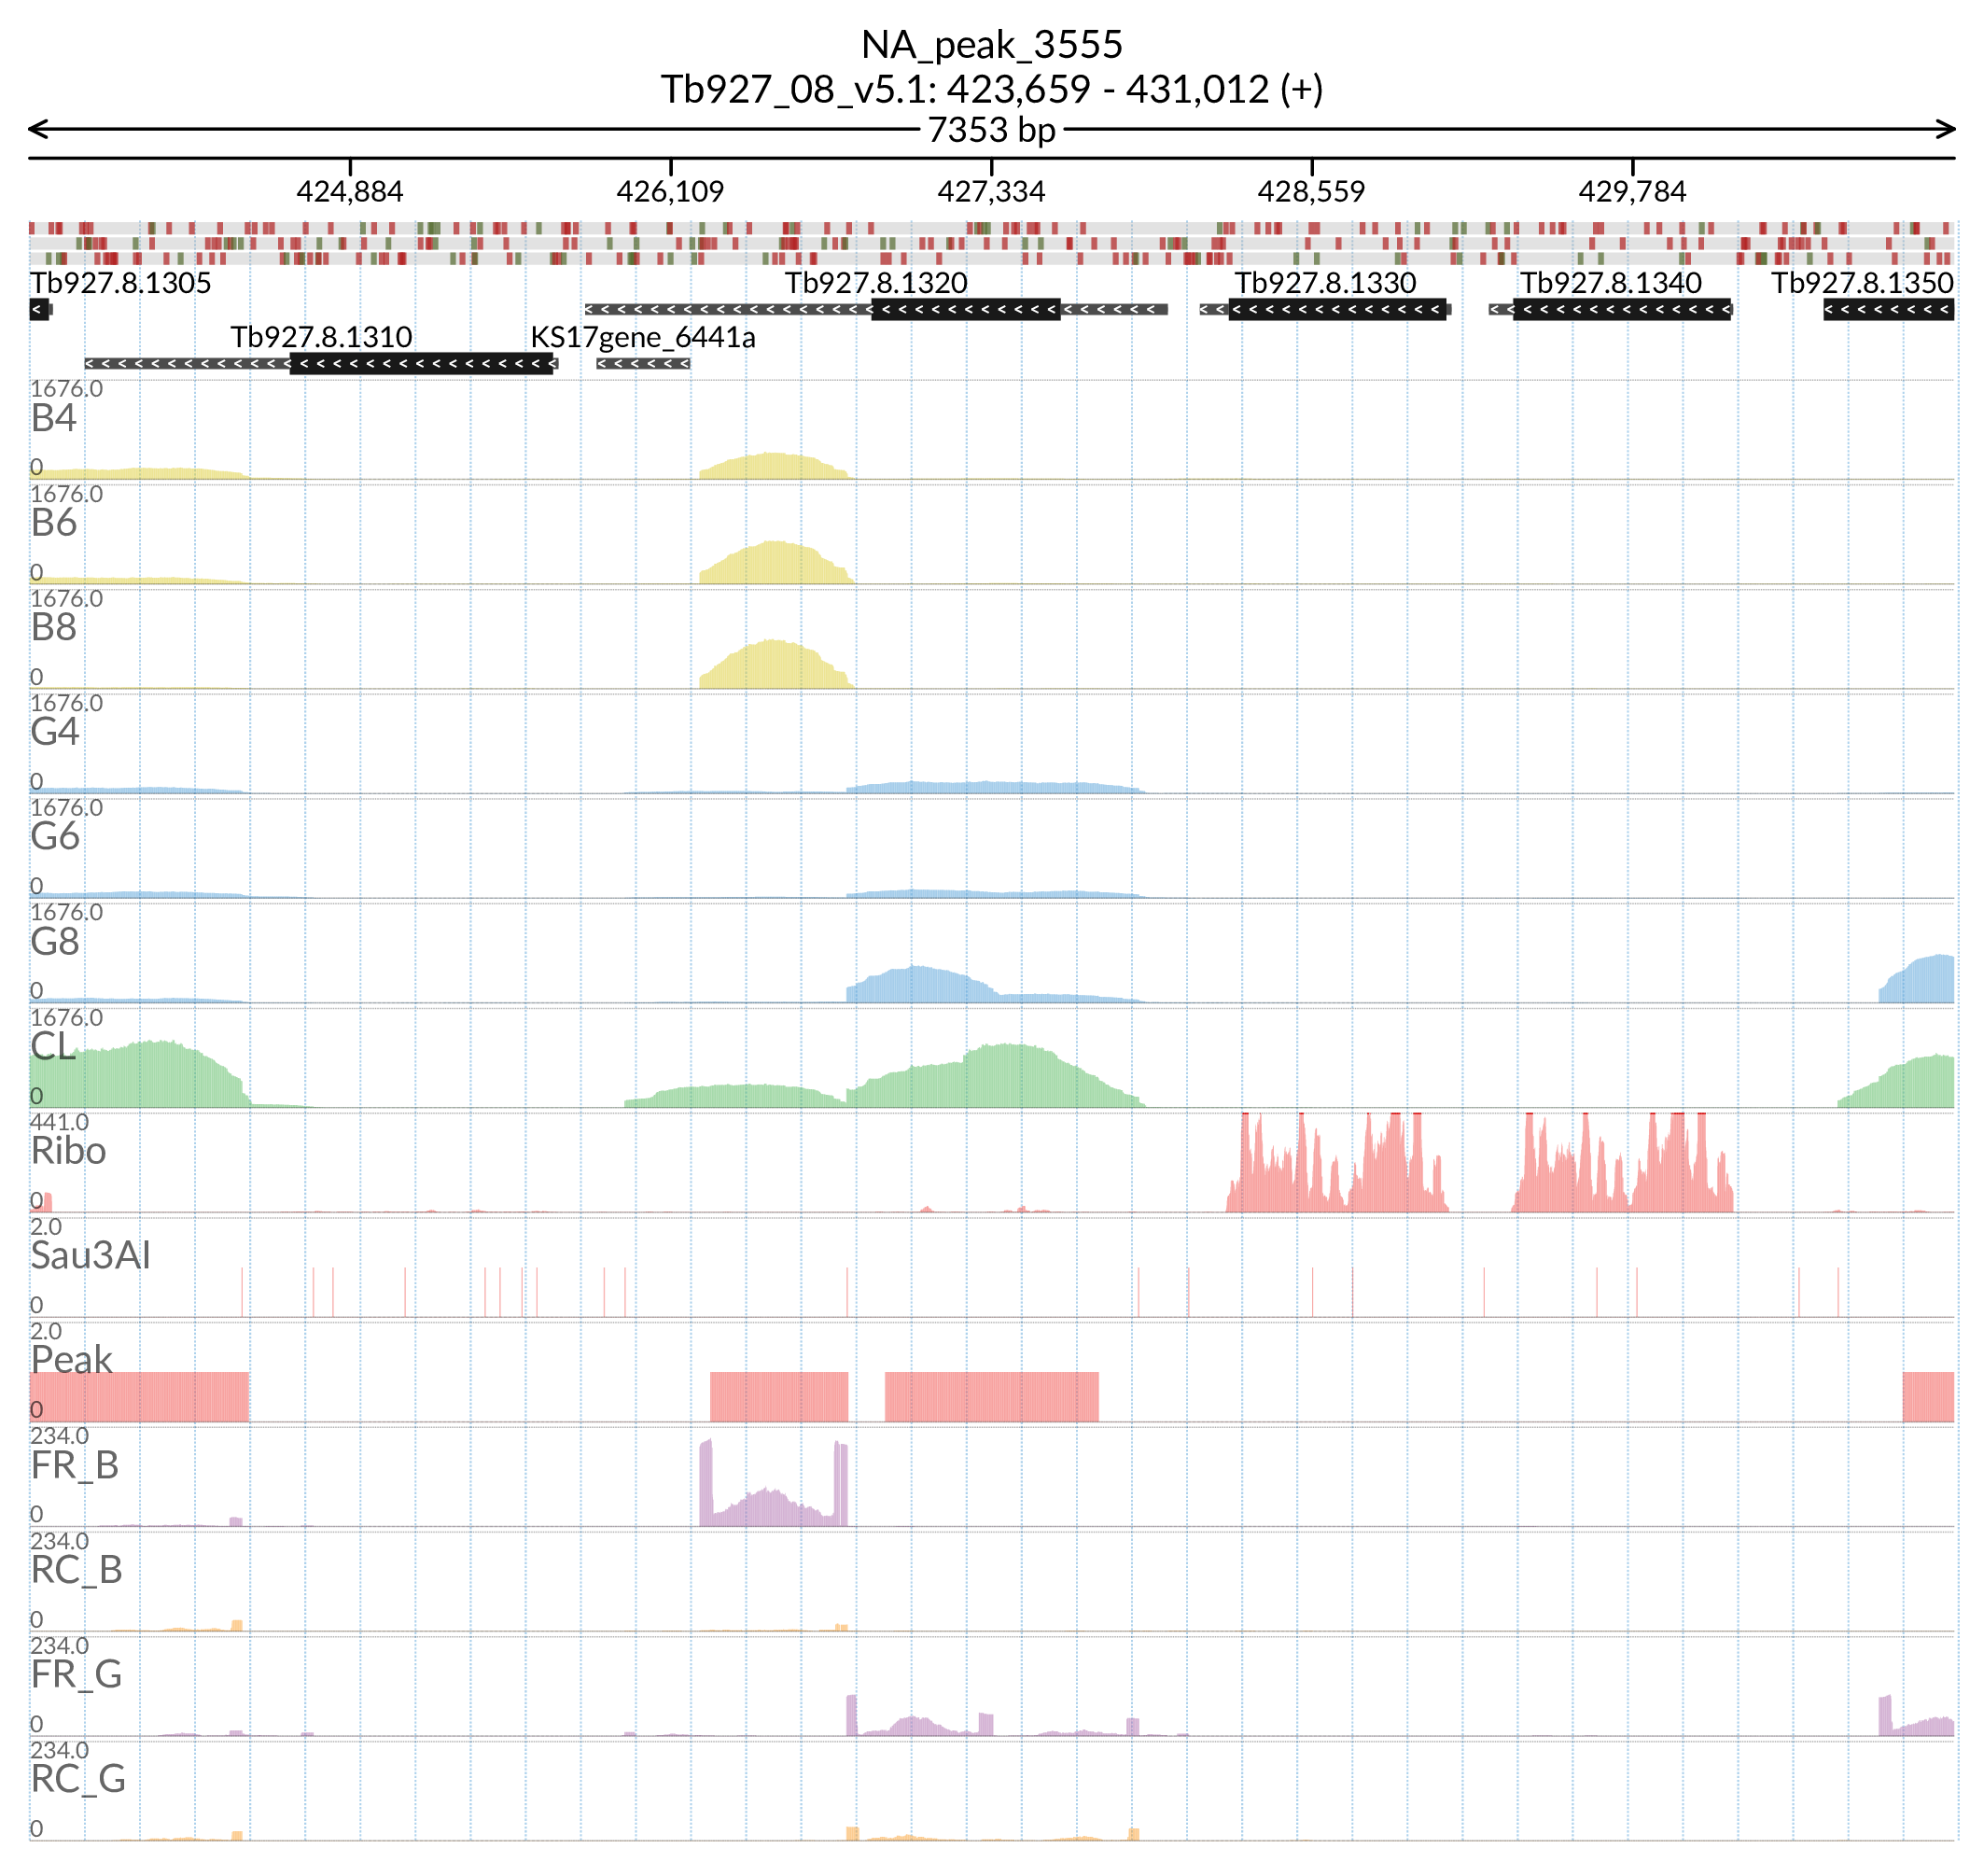 NA_peak_3555
Tb927_08_v5.1: 423,659 - 431,012 (+)
7353 bp
424,884 426,109 427,334 428,559 429,784
Tb927.8.1305 Tb927.8.1320 Tb927.8.1330 Tb927.8.1340 Tb927.8.1350
Tb927.8.1310 KS17gene_6441a
1676.0
B4
0
1676.0
B6
0
1676.0
B8
0
1676.0
G4
0
1676.0
G6
0
1676.0
G8
0
1676.0
CL
0
441.0
Ribo
0
2.0
Sau3AI
0
2.0
Peak
0
234.0
FR_B
0
234.0
RC_B
0
234.0
FR_G
0
234.0
RC_G
0